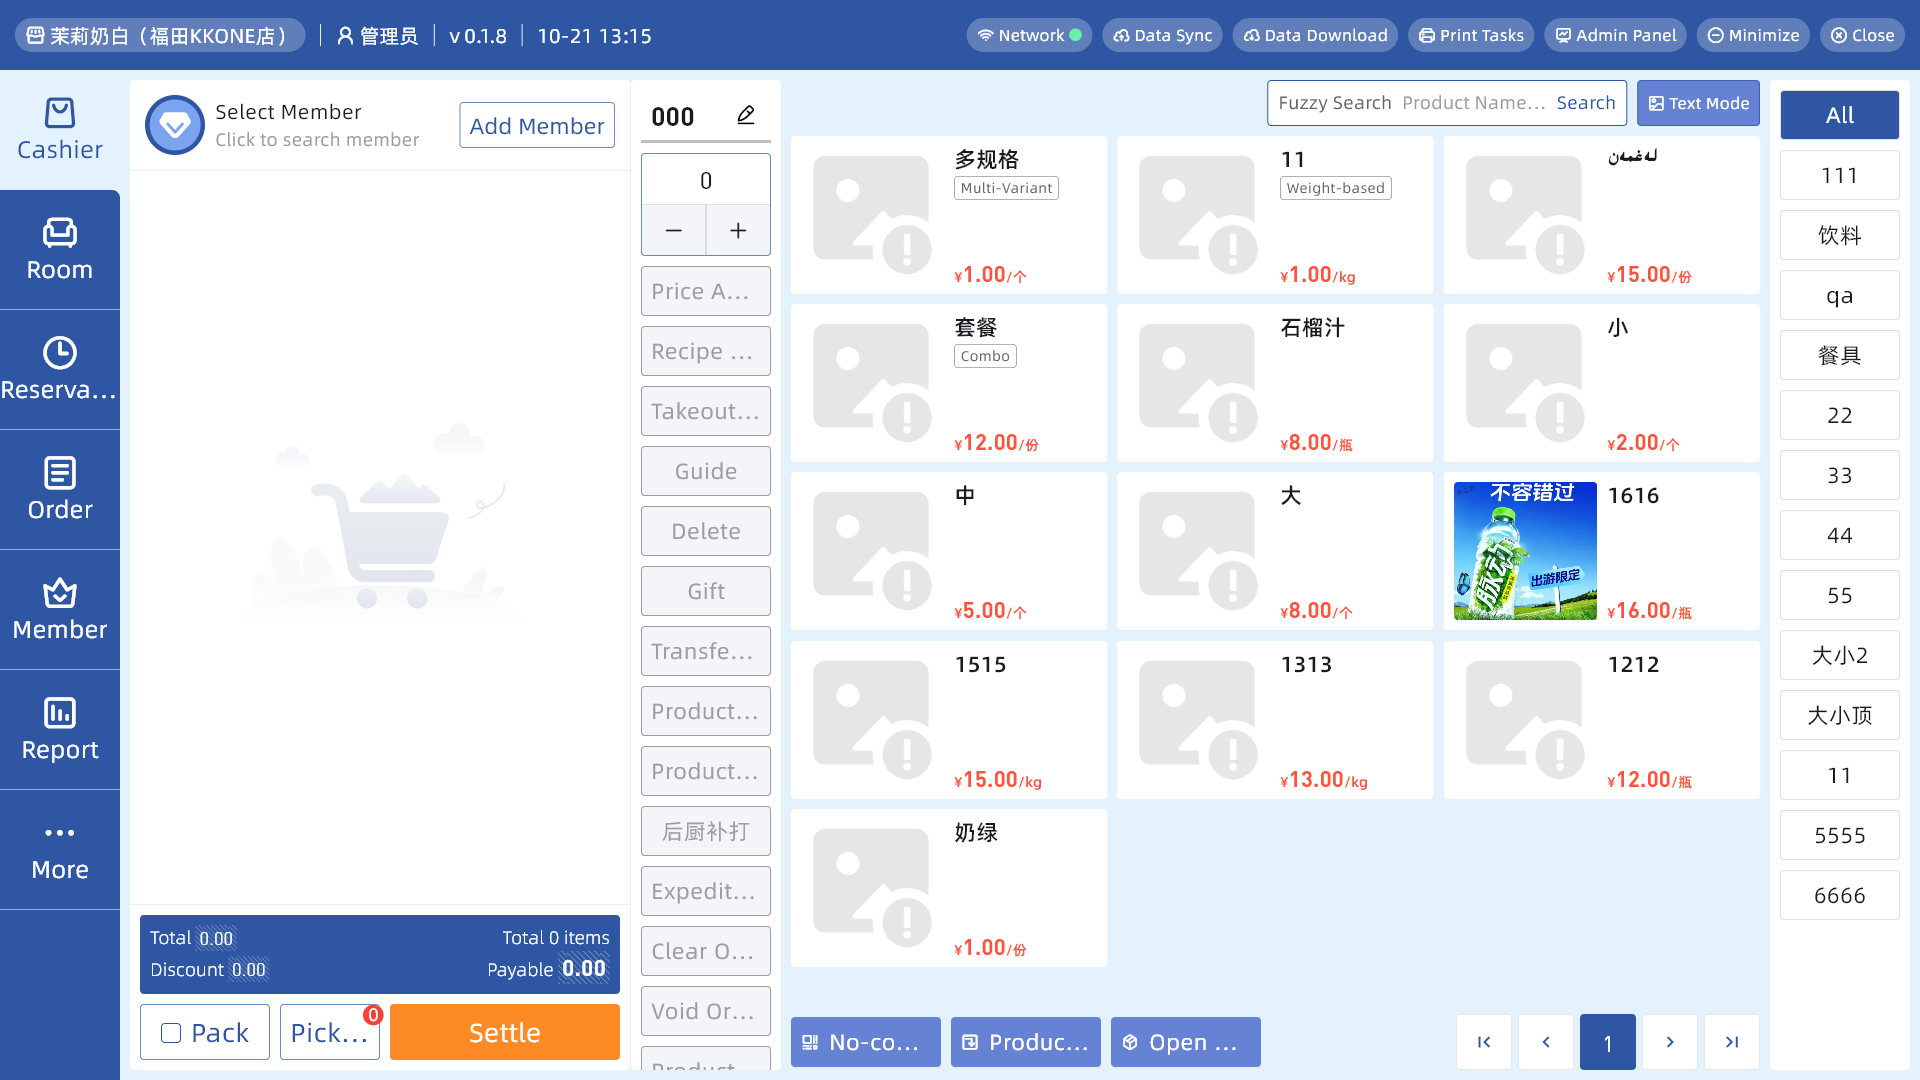 茉莉奶白（福田KKONE店）
管理员
v 0.1.8
10-21 13:15
Network
Data Sync
Data Download
Print Tasks
Admin Panel
Minimize
Close
Cashier
Room
Reserva...
Order
Member
Report
More
Select Member
Click to search member
Add Member
Total 0.00
Total 0 items
Discount 0.00
Payable 0.00
Pack
Pick...
0
Settle
000
0
Price A...
Recipe ...
Takeout...
Guide
Delete
Gift
Transfe...
Product...
Product...
后厨补打
Expedit...
Clear O...
Void Or...
Product...
Fuzzy Search
Product Name...
Search
Text Mode
多规格
Multi-Variant
¥1.00/个
11
Weight-based
¥1.00/kg
لەغمەن
¥15.00/份
套餐
Combo
¥12.00/份
石榴汁
¥8.00/瓶
小
¥2.00/个
中
¥5.00/个
大
¥8.00/个
不容错过
脉动
出游限定
1616
¥16.00/瓶
1515
¥15.00/kg
1313
¥13.00/kg
1212
¥12.00/瓶
奶绿
¥1.00/份
No-co...
Produc...
Open ...
1
All
111
饮料
qa
餐具
22
33
44
55
大小2
大小顶
11
5555
6666